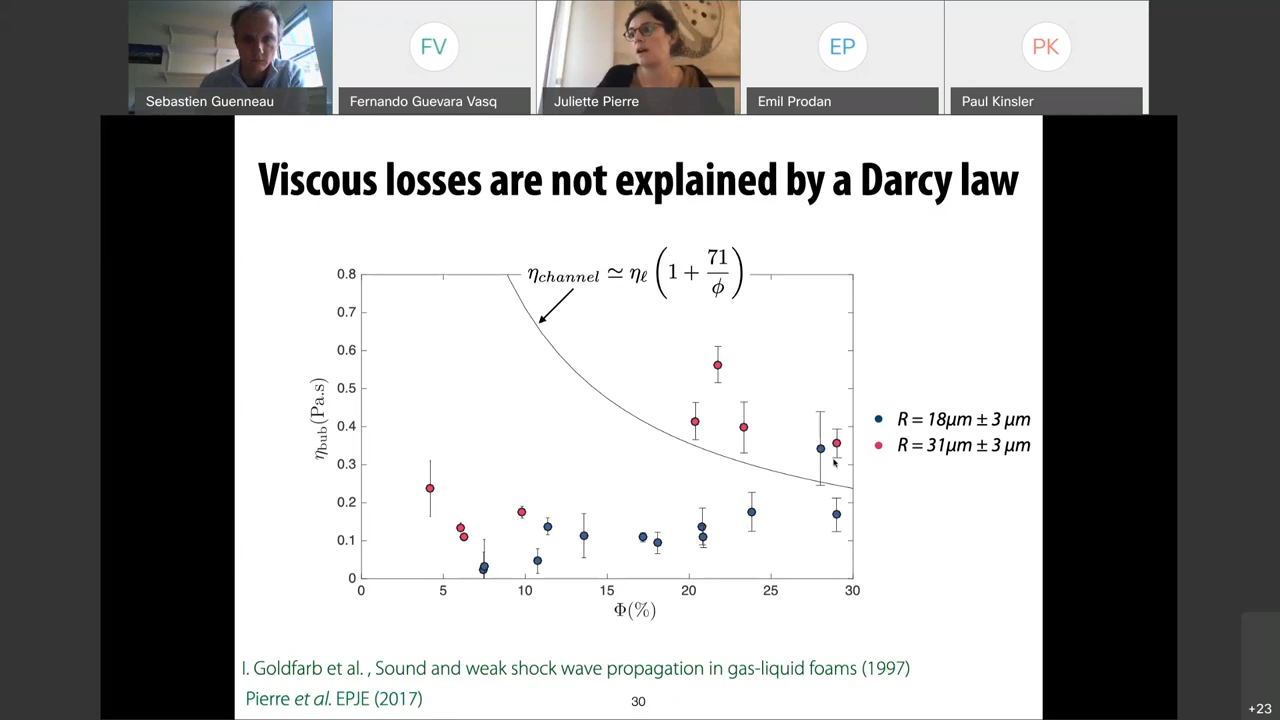 FV
EP
PK
Sebastien Guenneau
Fernando Guevara Vasq
Juliette Pierre
Emil Prodan
Paul Kinsler
Viscous losses are not explained by a Darcy law
η_channel ≃ η_ℓ (1 + 71/ϕ)
0.8
0.7
0.6
0.5
0.4
0.3
0.2
0.1
0
η_bub(Pa.s)
0 5 10 15 20 25 30
Φ(%)
R = 18µm ± 3 µm
R = 31µm ± 3 µm
I. Goldfarb et al. , Sound and weak shock wave propagation in gas-liquid foams (1997)
Pierre et al. EPJE (2017)
30
+23